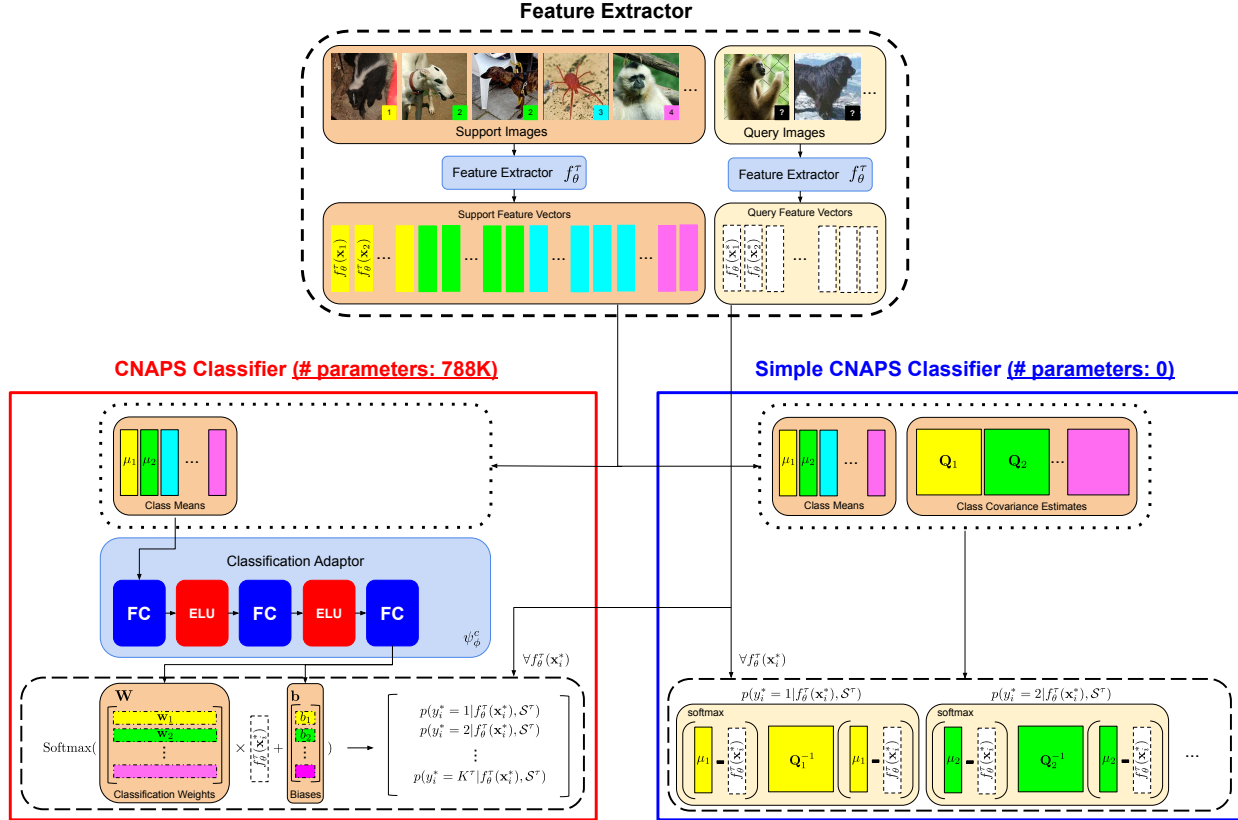 Feature Extractor
1
2
2
3
4
...
Support Images
?
?
...
Query Images
Feature Extractor f_θ^τ
Feature Extractor f_θ^τ
Support Feature Vectors
f_θ^τ(x_1)
f_θ^τ(x_2)
...
...
...
...
Query Feature Vectors
f_θ^τ(x_1^*)
f_θ^τ(x_2^*)
...
CNAPS Classifier (# parameters: 788K)
μ_1
μ_2
...
Class Means
Classification Adaptor
FC
ELU
FC
ELU
FC
ψ_φ^c
∀f_θ^τ(x_i^*)
Softmax(
W
w_1
w_2
⋮
Classification Weights
×
f_θ^τ(x_i^*)
+
b
b_1
b_2
⋮
Biases
)
p(y_i^* = 1|f_θ^τ(x_i^*), S^τ)
p(y_i^* = 2|f_θ^τ(x_i^*), S^τ)
⋮
p(y_i^* = K^τ|f_θ^τ(x_i^*), S^τ)
Simple CNAPS Classifier (# parameters: 0)
μ_1
μ_2
...
Class Means
Q_1
Q_2
...
Class Covariance Estimates
∀f_θ^τ(x_i^*)
p(y_i^* = 1|f_θ^τ(x_i^*), S^τ)
softmax
μ_1
-
f_θ^τ(x_i^*)
Q_1^{-1}
μ_1
-
f_θ^τ(x_i^*)
p(y_i^* = 2|f_θ^τ(x_i^*), S^τ)
softmax
μ_2
-
f_θ^τ(x_i^*)
Q_2^{-1}
μ_2
-
f_θ^τ(x_i^*)
...